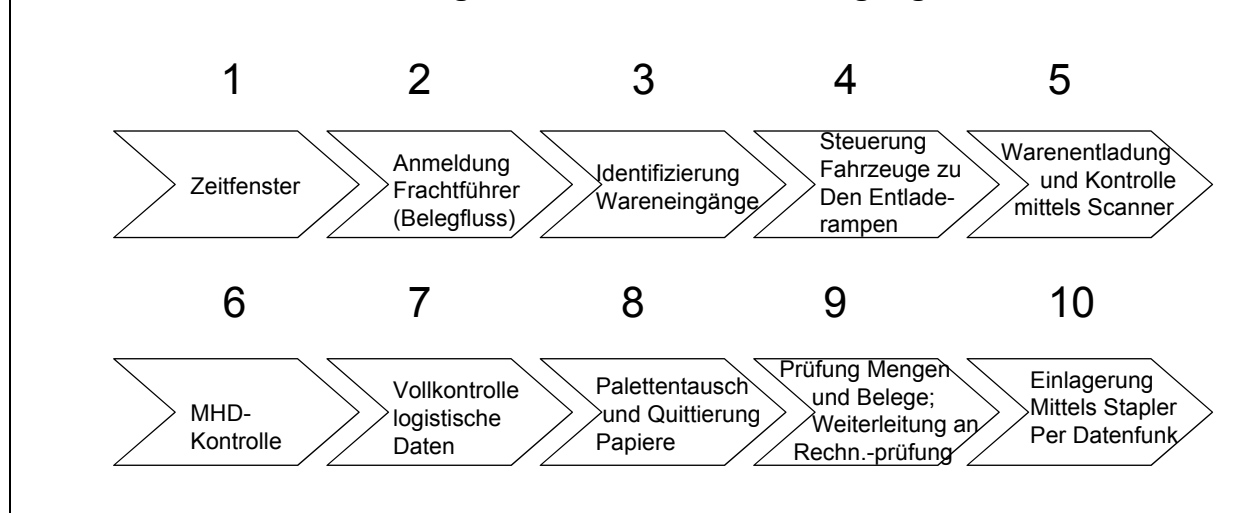 1 2 3 4 5
Zeitfenster
Anmeldung
Frachtführer
(Belegfluss)
Identifizierung
Wareneingänge
Steuerung
Fahrzeuge zu
Den Entlade-
rampen
Warenentladung
und Kontrolle
mittels Scanner
6 7 8 9 10
MHD-
Kontrolle
Vollkontrolle
logistische
Daten
Palettentausch
und Quittierung
Papiere
Prüfung Mengen
und Belege;
Weiterleitung an
Rechn.-prüfung
Einlagerung
Mittels Stapler
Per Datenfunk